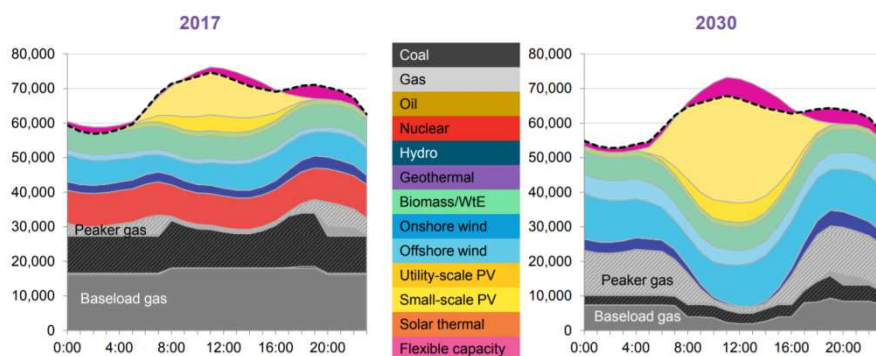 2017
80,000
70,000
60,000
50,000
40,000
30,000
20,000
10,000
0
Peaker gas
Baseload gas
0:00 4:00 8:00 12:00 16:00 20:00
Coal
Gas
Oil
Nuclear
Hydro
Geothermal
Biomass/WtE
Onshore wind
Offshore wind
Utility-scale PV
Small-scale PV
Solar thermal
Flexible capacity
2030
80,000
70,000
60,000
50,000
40,000
30,000
20,000
10,000
0
Peaker gas
Baseload gas
0:00 4:00 8:00 12:00 16:00 20:00